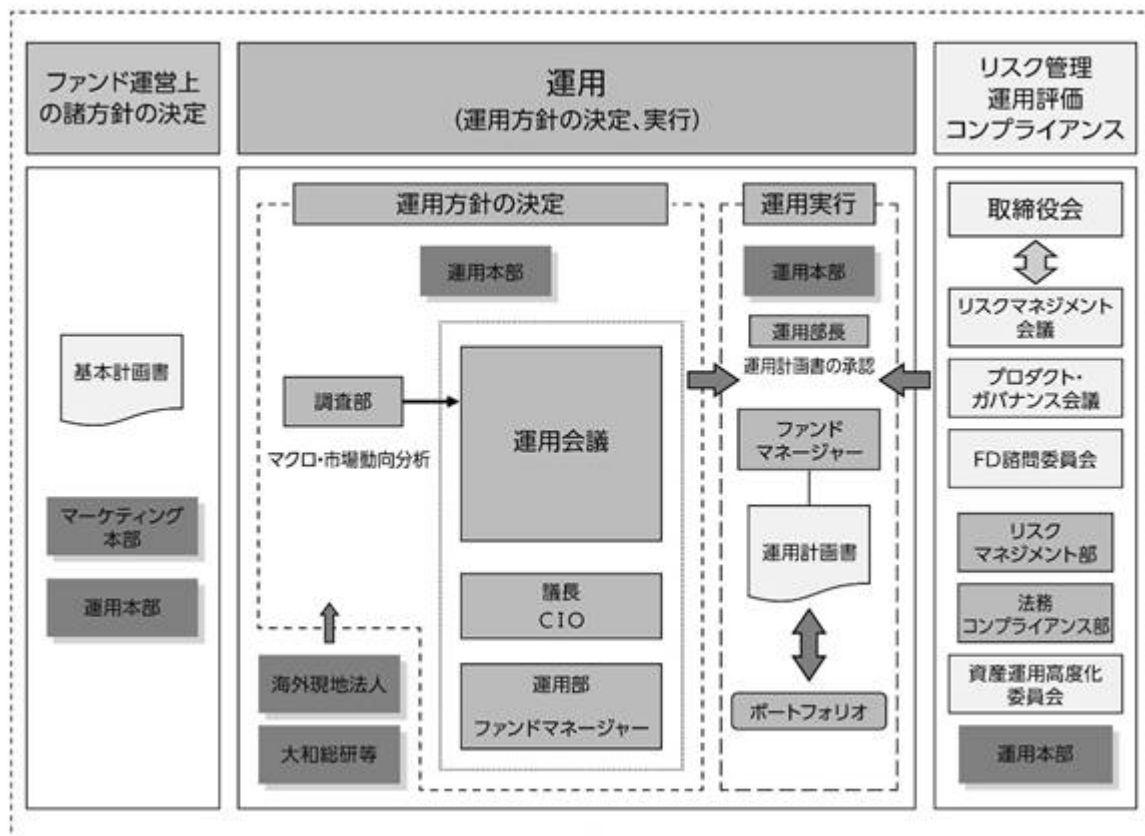 ファンド運営上
の諸方針の決定
運用
(運用方針の決定、実行)
リスク管理
運用評価
コンプライアンス
基本計画書
マーケティング
本部
運用本部
運用方針の決定
運用本部
調査部
マクロ・市場動向分析
運用会議
議長
CIO
運用部
ファンドマネージャー
海外現地法人
大和総研等
運用実行
運用本部
運用部長
運用計画書の承認
ファンド
マネージャー
運用計画書
ポートフォリオ
取締役会
リスクマネジメント
会議
プロダクト・
ガバナンス会議
FD諮問委員会
リスク
マネジメント部
法務
コンプライアンス部
資産運用高度化
委員会
運用本部